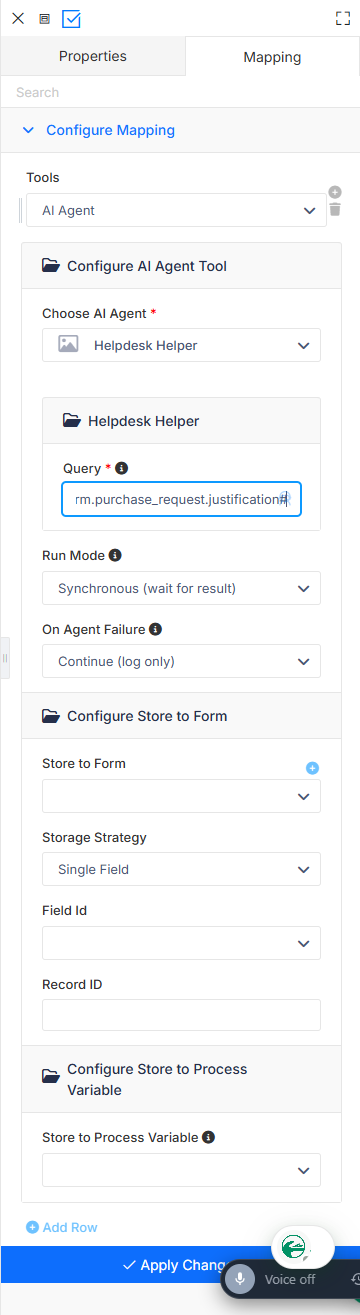 Properties
Mapping
Search
Configure Mapping
Tools
AI Agent
Configure AI Agent Tool
Choose AI Agent *
Helpdesk Helper
Helpdesk Helper
Query *
rm.purchase_request.justification#
Run Mode
Synchronous (wait for result)
On Agent Failure
Continue (log only)
Configure Store to Form
Store to Form
Storage Strategy
Single Field
Field Id
Record ID
Configure Store to Process
Variable
Store to Process Variable
Add Row
Apply Chang
Voice off